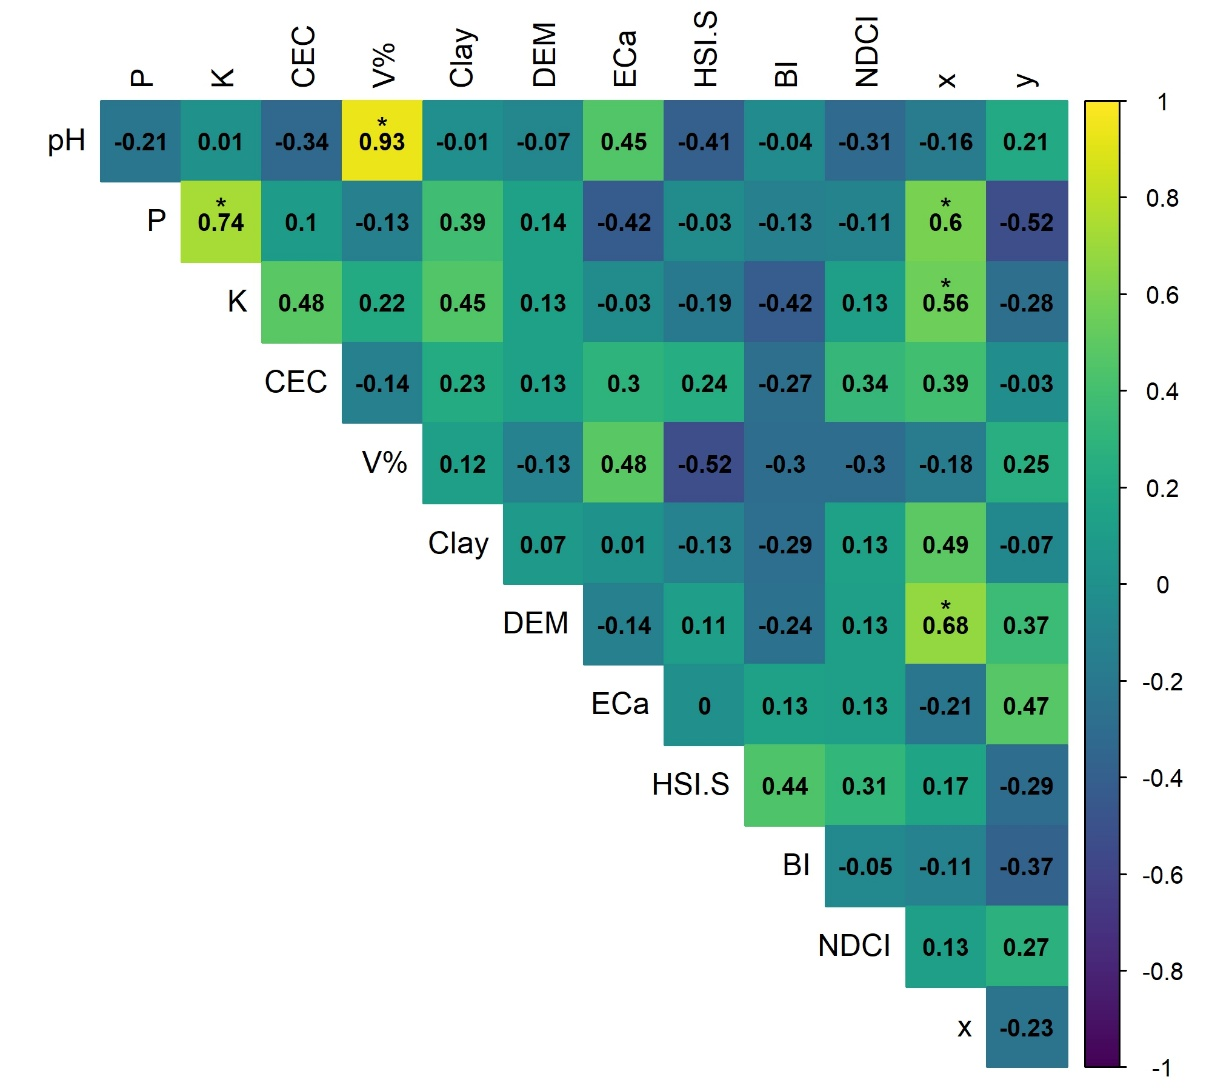 P K CEC V% Clay DEM ECa HSI.S BI NDCI x y
pH -0.21 0.01 -0.34 * 0.93 -0.01 -0.07 0.45 -0.41 -0.04 -0.31 -0.16 0.21
P * 0.74 0.1 -0.13 0.39 0.14 -0.42 -0.03 -0.13 -0.11 * 0.6 -0.52
K 0.48 0.22 0.45 0.13 -0.03 -0.19 -0.42 0.13 * 0.56 -0.28
CEC -0.14 0.23 0.13 0.3 0.24 -0.27 0.34 0.39 -0.03
V% 0.12 -0.13 0.48 -0.52 -0.3 -0.3 -0.18 0.25
Clay 0.07 0.01 -0.13 -0.29 0.13 0.49 -0.07
DEM -0.14 0.11 -0.24 0.13 * 0.68 0.37
ECa 0 0.13 0.13 -0.21 0.47
HSI.S 0.44 0.31 0.17 -0.29
BI -0.05 -0.11 -0.37
NDCI 0.13 0.27
x -0.23
1
0.8
0.6
0.4
0.2
0
-0.2
-0.4
-0.6
-0.8
-1